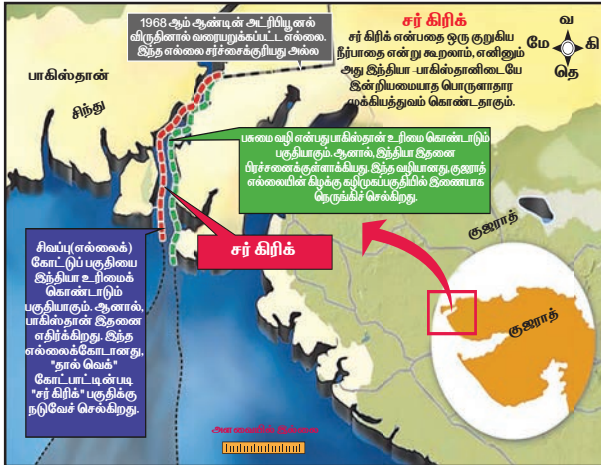 1968 ஆம் ஆண்டின் அட்ரிபியூனல்
விருதினால் வரையறுக்கப்பட்ட எல்லை.
இந்த எல்லை சர்ச்சைக்குரியது அல்ல
சர் கிரிக்
சர் கிரிக் என்பதை ஒரு குறுகிய
நீர்பாதை என்று கூறலாம், எனினும்
அது இந்தியா -பாகிஸ்தானிடையே
இன்றியமையாத பொருளாதார
முக்கியத்துவம் கொண்டதாகும்.
வ
மே கி
தெ
பாகிஸ்தான்
சிந்து
பசுமை வழி என்பது பாகிஸ்தான் உரிமை கொண்டாடும்
பகுதியாகும். ஆனால், இந்தியா இதனை
பிரச்சனைக்குள்ளாக்கியது. இந்த வழியானது, குஜராத்
எல்லையின் கிழக்கு கழிமுகப்பகுதியில் இணையாக
நெருங்கிச் செல்கிறது.
குஜராத்
சர் கிரிக்
சிவப்பு(எல்லைக்)
கோட்டுப் பகுதியை
இந்தியா உரிமைக்
கொண்டாடும்
பகுதியாகும். ஆனால்,
பாகிஸ்தான் இதனை
எதிர்க்கிறது. இந்த
எல்லைக்கோடானது,
"தால் வெக்"
கோட்பாட்டின்படி
"சர் கிரிக்" பகுதிக்கு
நடுவேச் செல்கிறது.
குஜராத்
அளவையில் இல்லை